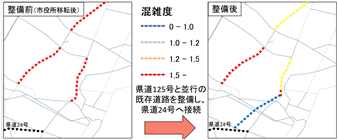 整備前(市役所移転後)
県道24号
混雑度
0 - 1.0
1.0 - 1.2
1.2 - 1.5
1.5 -
県道125号と並行の
既存道路を整備し、
県道24号へ接続
整備後
県道24号